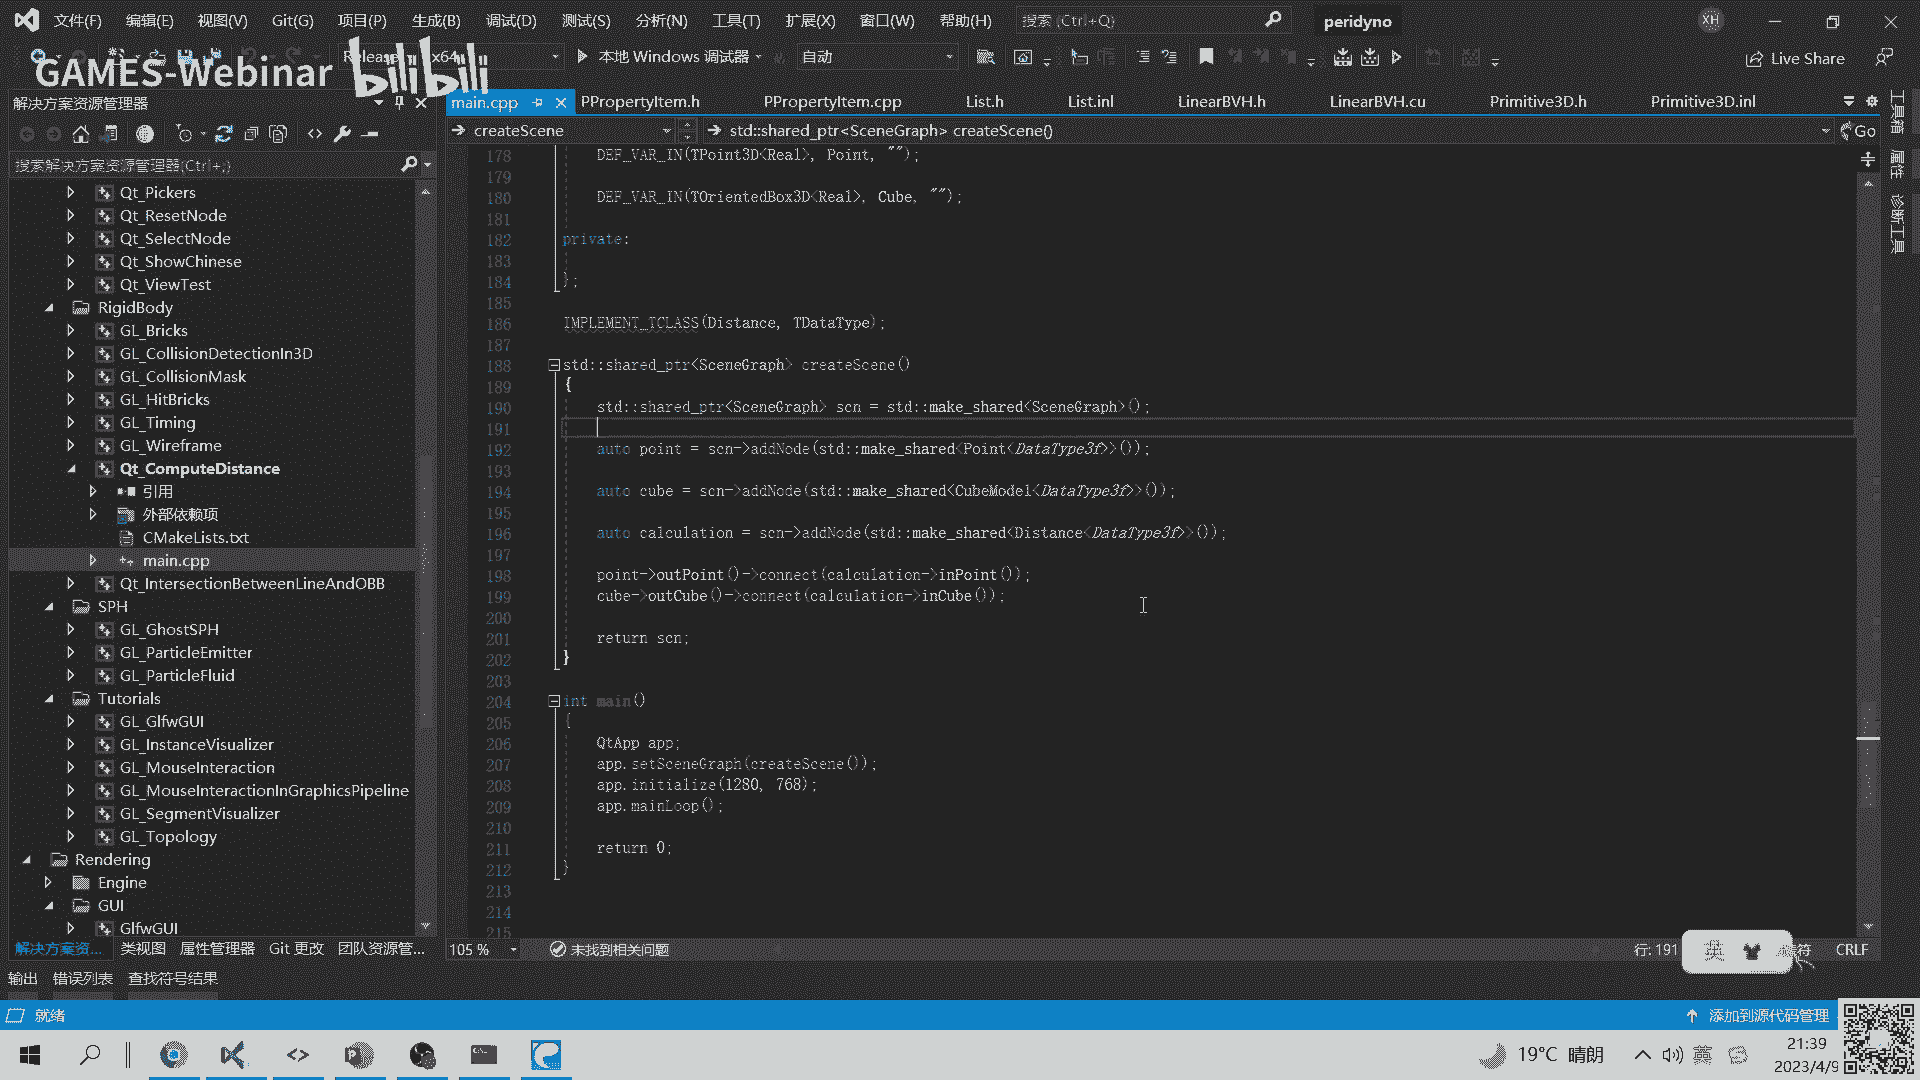 文件(F) 编辑(E) 视图(V) Git(G) 项目(P) 生成(B) 调试(D) 测试(S) 分析(N) 工具(T) 扩展(X) 窗口(W) 帮助(H) 搜索 (Ctrl+Q) peridyno XH
Release x64 本地 Windows 调试器 自动 Live Share
GAMES-Webinar bilibili
解决方案资源管理器
main.cpp PPropertyItem.h PPropertyItem.cpp List.h List.inl LinearBVH.h LinearBVH.cu Primitive3D.h Primitive3D.inl
createScene std::shared_ptr<SceneGraph> createScene() Go
搜索解决方案资源管理器(Ctrl+;)
工具箱
属性
诊断工具
Qt_Pickers
Qt_ResetNode
Qt_SelectNode
Qt_ShowChinese
Qt_ViewTest
RigidBody
GL_Bricks
GL_CollisionDetectionIn3D
GL_CollisionMask
GL_HitBricks
GL_Timing
GL_Wireframe
Qt_ComputeDistance
引用
外部依赖项
CMakeLists.txt
main.cpp
Qt_IntersectionBetweenLineAndOBB
SPH
GL_GhostSPH
GL_ParticleEmitter
GL_ParticleFluid
Tutorials
GL_GlfwGUI
GL_InstanceVisualizer
GL_MouseInteraction
GL_MouseInteractionInGraphicsPipeline
GL_SegmentVisualizer
GL_Topology
Rendering
Engine
GUI
GlfwGUI
178 DEF_VAR_IN(TPoint3D<Real>, Point, "");
179
180 DEF_VAR_IN(TOrientedBox3D<Real>, Cube, "");
181
182 private:
183
184 };
185
186 IMPLEMENT_TCLASS(Distance, TDataType);
187
188 std::shared_ptr<SceneGraph> createScene()
189 {
190 std::shared_ptr<SceneGraph> scn = std::make_shared<SceneGraph>();
191
192 auto point = scn->addNode(std::make_shared<Point<DataType3f>>());
193
194 auto cube = scn->addNode(std::make_shared<CubeModel<DataType3f>>());
195
196 auto calculation = scn->addNode(std::make_shared<Distance<DataType3f>>());
197
198 point->outPoint()->connect(calculation->inPoint());
199 cube->outCube()->connect(calculation->inCube());
200
201 return scn;
202 }
203
204 int main()
205 {
206 QtApp app;
207 app.setSceneGraph(createScene());
208 app.initialize(1280, 768);
209 app.mainLoop();
210
211 return 0;
212 }
213
214
215
解决方案资... 类视图 属性管理器 Git 更改 团队资源管... 105 % 未找到相关问题 行: 191 英 符 CRLF
输出 错误列表 查找符号结果
就绪 添加到源代码管理
19°C 晴朗 英 21:39
2023/4/9